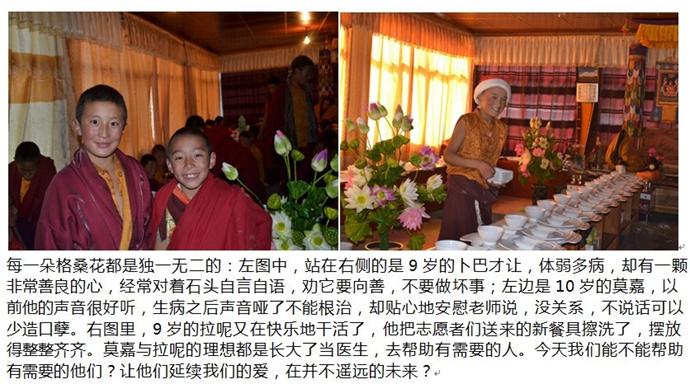 每一朵格桑花都是独一无二的：左图中，站在右侧的是 9 岁的卜巴才让，体弱多病，却有一颗
非常善良的心，经常对着石头自言自语，劝它要向善，不要做坏事；左边是 10 岁的莫嘉，以
前他的声音很好听，生病之后声音哑了不能根治，却贴心地安慰老师说，没关系，不说话可以
少造口孽。右图里，9 岁的拉呢又在快乐地干活了，他把志愿者们送来的新餐具擦洗了，摆放
得整整齐齐。莫嘉与拉呢的理想都是长大了当医生，去帮助有需要的人。今天我们能不能帮助
有需要的他们？让他们延续我们的爱，在并不遥远的未来？